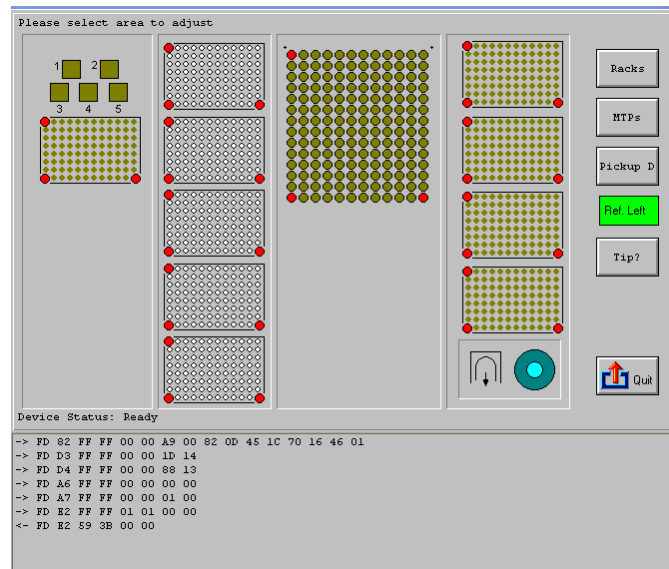 Please select area to adjust
1 2
3 4 5
Racks
MTPs
Pickup D
Ref. Left
Tip?
Quit
Device Status: Ready
-> FD 82 FF FF 00 00 A9 00 82 0D 45 1C 70 16 46 01
-> FD D3 FF FF 00 00 1D 14
-> FD D4 FF FF 00 00 88 13
-> FD A6 FF FF 00 00 00 00
-> FD A7 FF FF 00 00 01 00
-> FD E2 FF FF 01 01 00 00
<- FD E2 59 3B 00 00